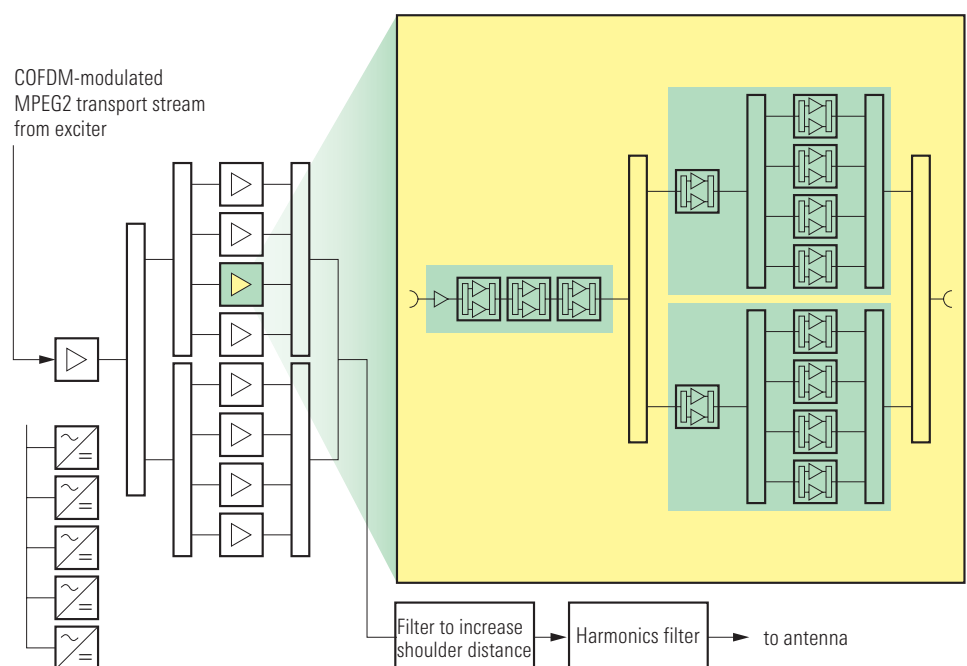 COFDM-modulated
MPEG2 transport stream
from exciter
Filter to increase
shoulder distance
Harmonics filter
to antenna